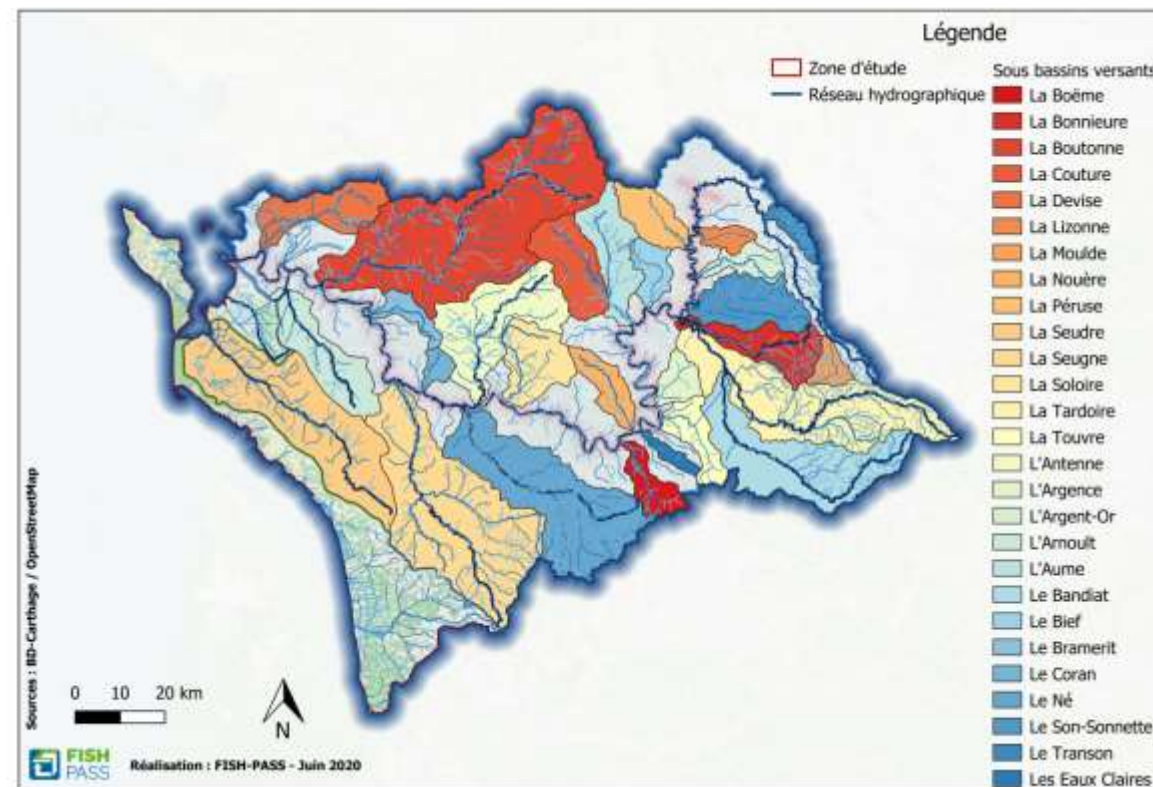 Légende
Zone d'étude
Réseau hydrographique
Sous bassins versants
La Boëme
La Bonnieure
La Boutonne
La Couture
La Devise
La Lizonne
La Moulde
La Nouère
La Péruse
La Seudre
La Seugne
La Soloire
La Tardoire
La Touvre
L'Antenne
L'Argence
L'Argent-Or
L'Arnoult
L'Aume
Le Bandiat
Le Bief
Le Bramerit
Le Coran
Le Né
Le Son-Sonnette
Le Transon
Les Eaux Claires
Sources : BD-Carthage / OpenStreetMap
0 10 20 km
N
FISH
PASS
Réalisation : FISH-PASS - Juin 2020